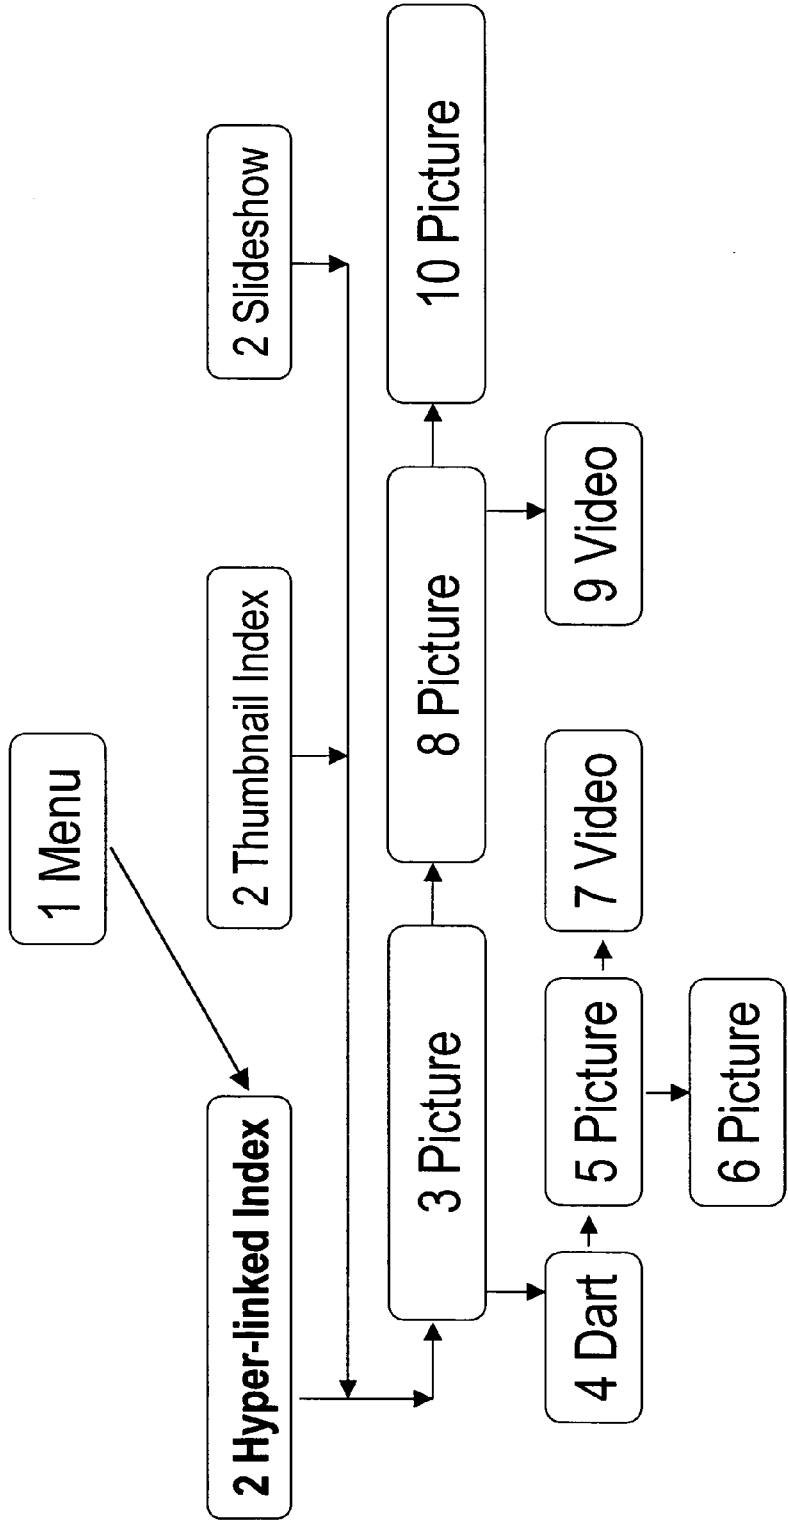 1 Menu
2 Hyper-linked Index
2 Thumbnail Index
2 Slideshow
3 Picture
8 Picture
10 Picture
4 Dart
5 Picture
7 Video
9 Video
6 Picture